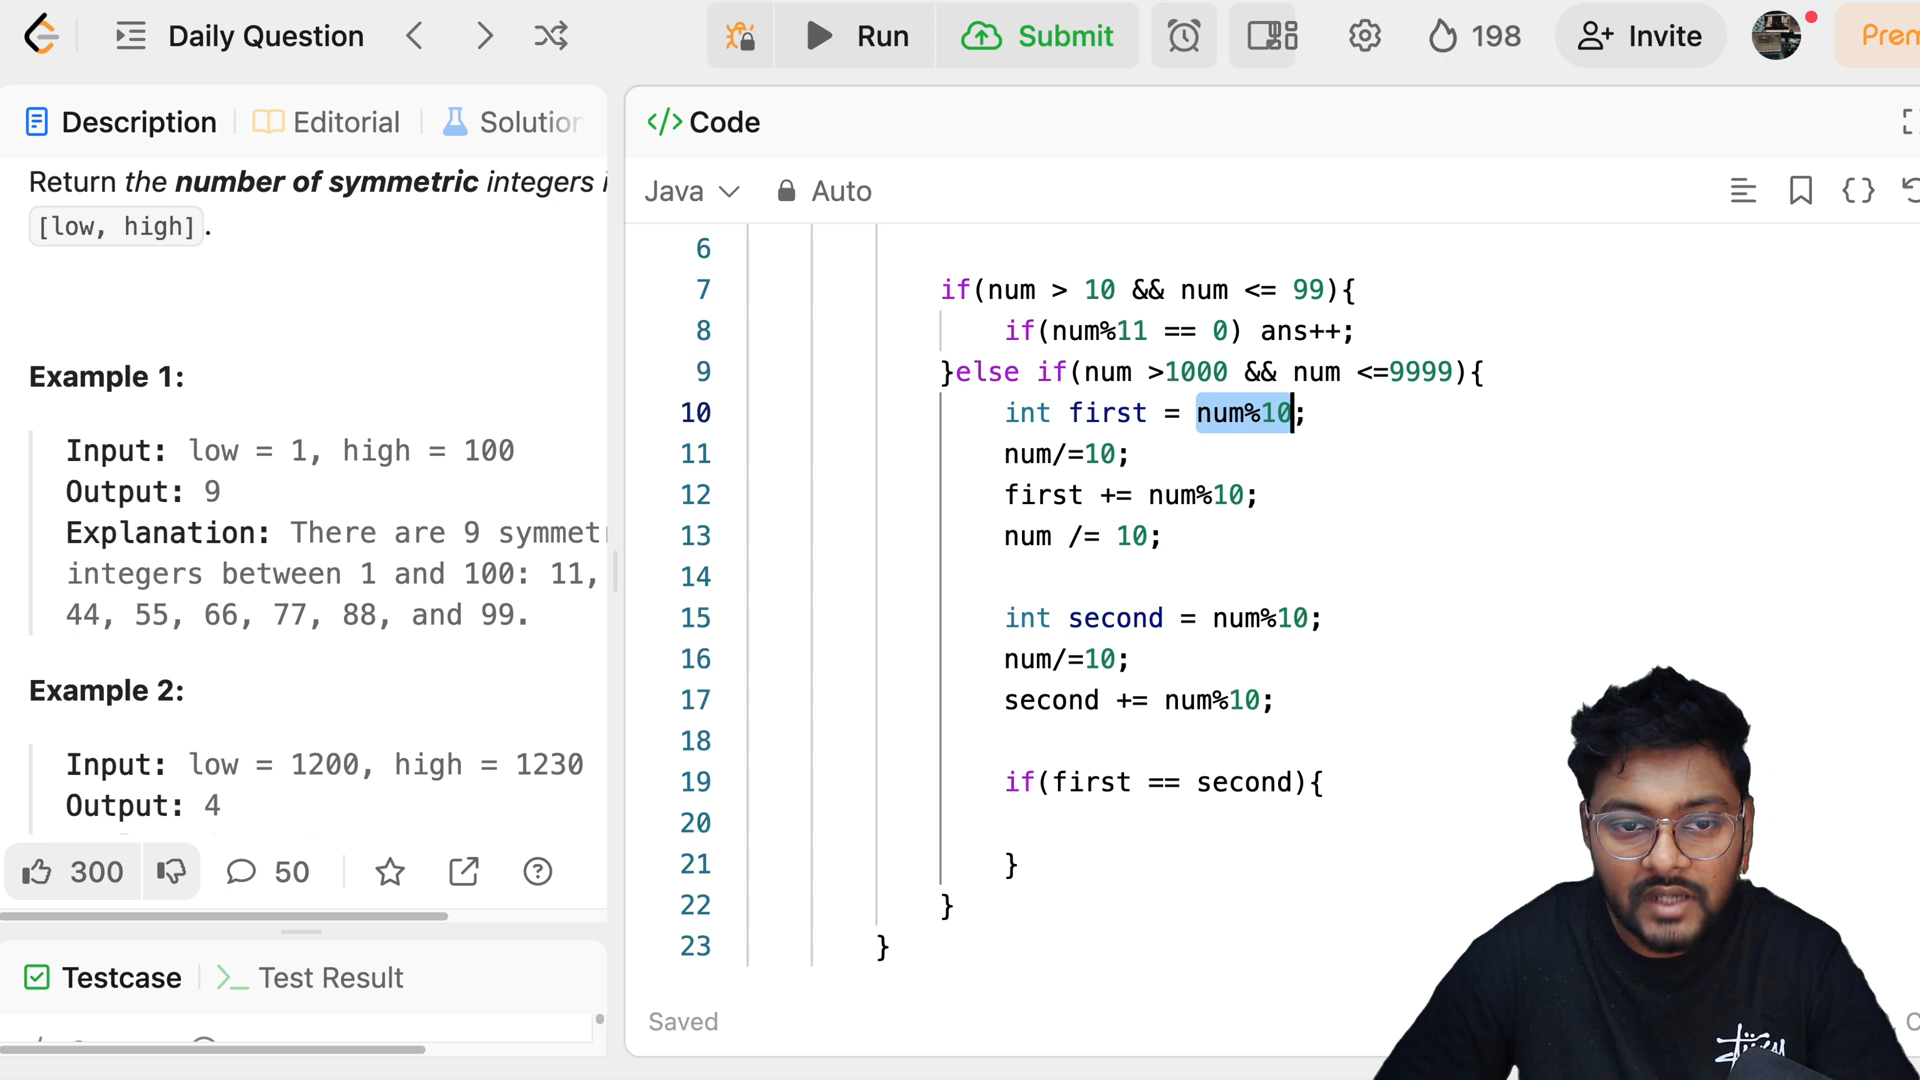 Daily Question
Run
Submit
198
Invite
Description
Editorial
Code
Return the number of symmetric integers
[low, high].
Java
Auto
Example 1:
Input: low = 1, high = 100
Output: 9
Explanation: There are 9
integers between 1 and 100: 11,
44, 55, 66, 77, 88, and 99.
Example 2:
Input: low = 1200, high = 1230
Output: 4
300
50
Testcase
Test Result
6
7 if(num > 10 && num <= 99){
8 if(num%11 == 0) ans++;
9 }else if(num >1000 && num <=9999){
10 int first = num%10;
11 num/=10;
12 first += num%10;
13 num /= 10;
14
15 int second = num%10;
16 num/=10;
17 second += num%10;
18
19 if(first == second){
20
21 }
22 }
23 }
Saved